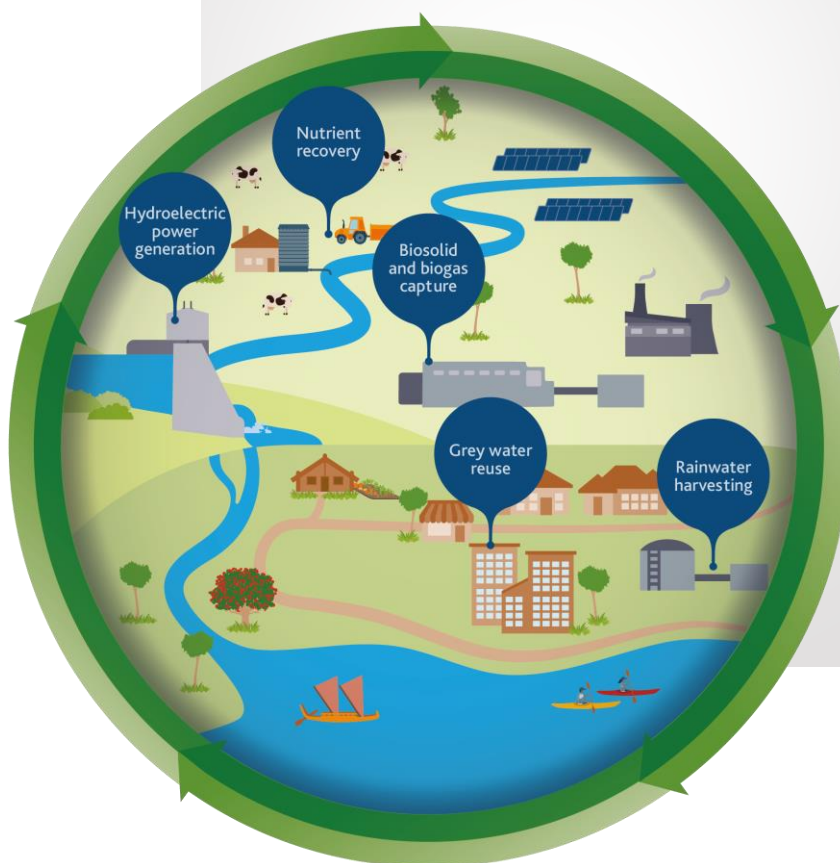 Nutrient
recovery
Hydroelectric
power
generation
Biosolid
and biogas
capture
Grey water
reuse
Rainwater
harvesting